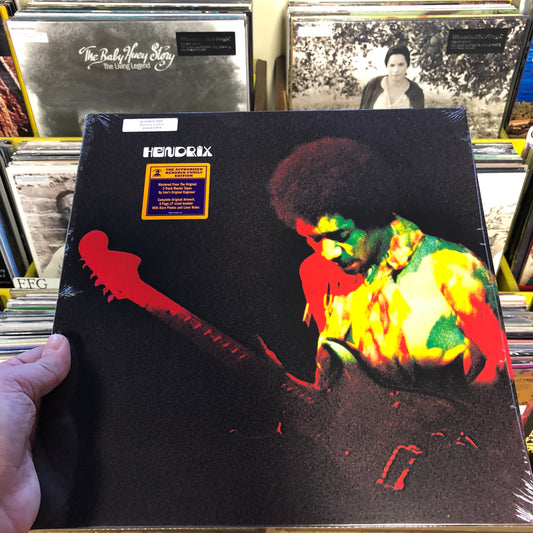 The Baby Huey Story
The Living Legend
HENDRIX
THE AUTHORIZED
HENDRIX FAMILY
EDITION
Mastered From The Original
2 Track Master Tapes
By Jimi's Original Engineer
Complete Original Artwork,
8 Page LP sized booklet
With Rare Photos and Liner Notes
EFG